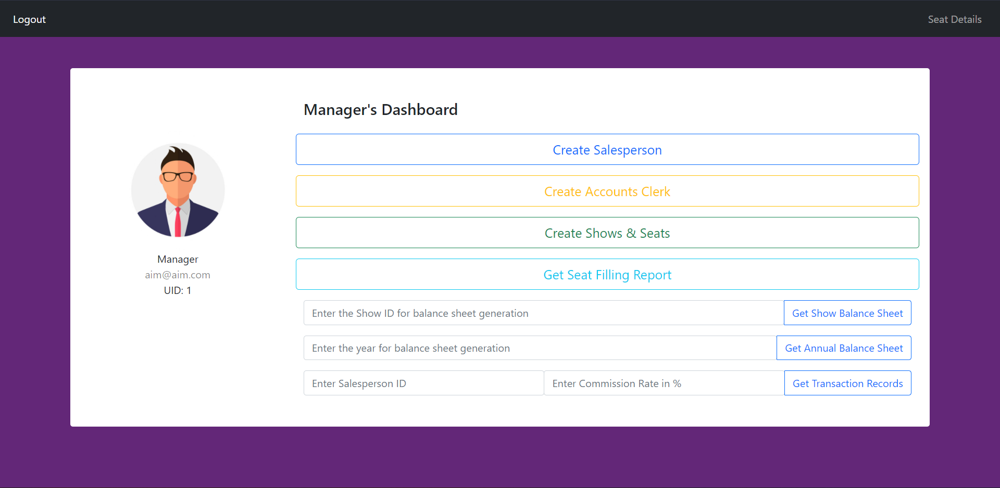 Logout
Seat Details
Manager's Dashboard
Create Salesperson
Create Accounts Clerk
Create Shows & Seats
Get Seat Filling Report
Manager
aim@aim.com
UID: 1
Enter the Show ID for balance sheet generation
Get Show Balance Sheet
Enter the year for balance sheet generation
Get Annual Balance Sheet
Enter Salesperson ID
Enter Commission Rate in %
Get Transaction Records